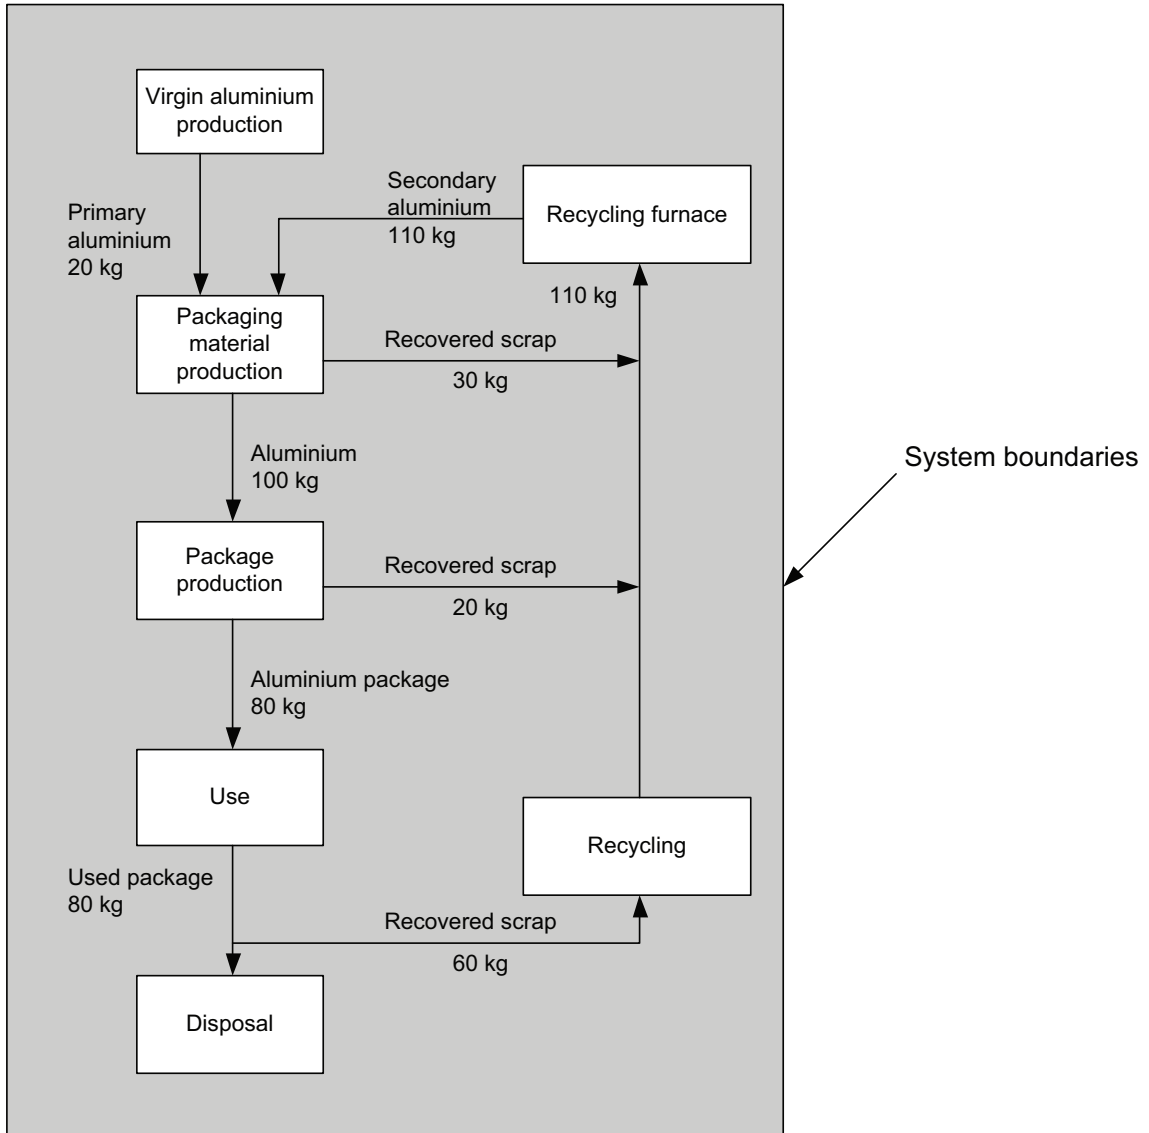 Virgin aluminium
production
Primary
aluminium
20 kg
Secondary
aluminium
110 kg
Recycling furnace
110 kg
Packaging
material
production
Recovered scrap
30 kg
Aluminium
100 kg
System boundaries
Package
production
Recovered scrap
20 kg
Aluminium package
80 kg
Use
Recycling
Used package
80 kg
Recovered scrap
60 kg
Disposal